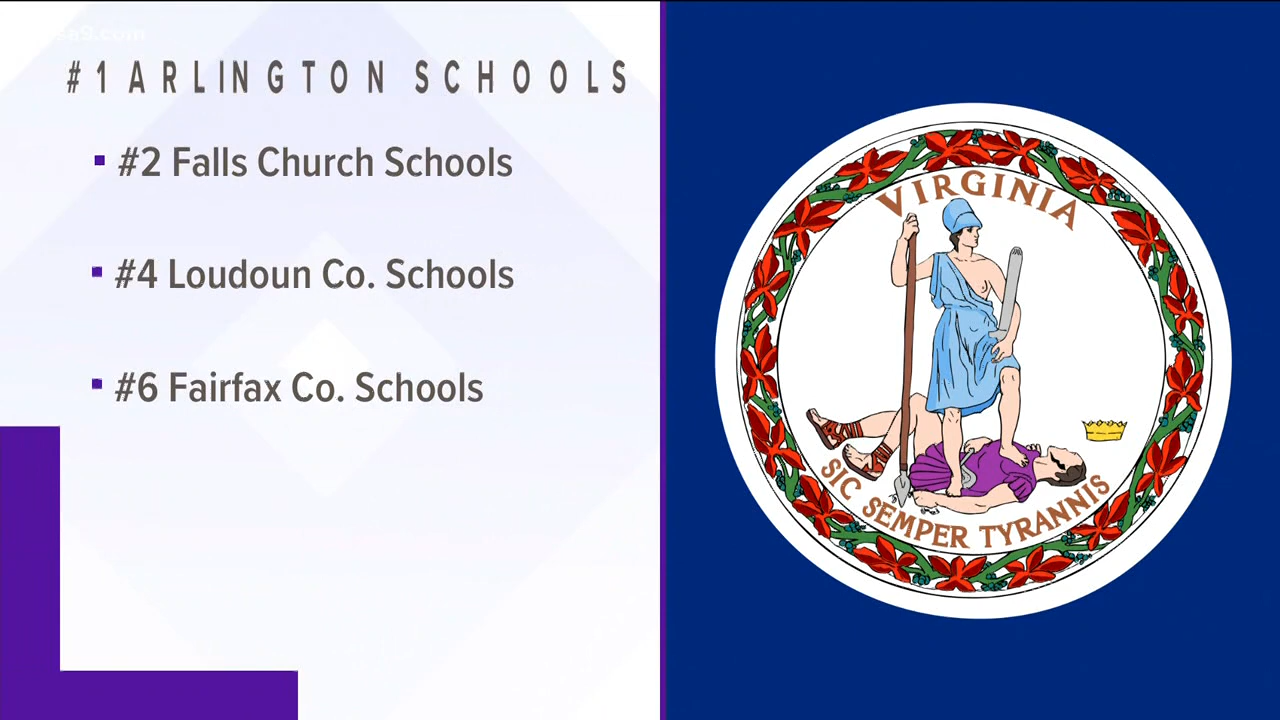 #1 ARLINGTON SCHOOLS
#2 Falls Church Schools
#4 Loudoun Co. Schools
#6 Fairfax Co. Schools
VIRGINIA
SIC SEMPER TYRANNIS